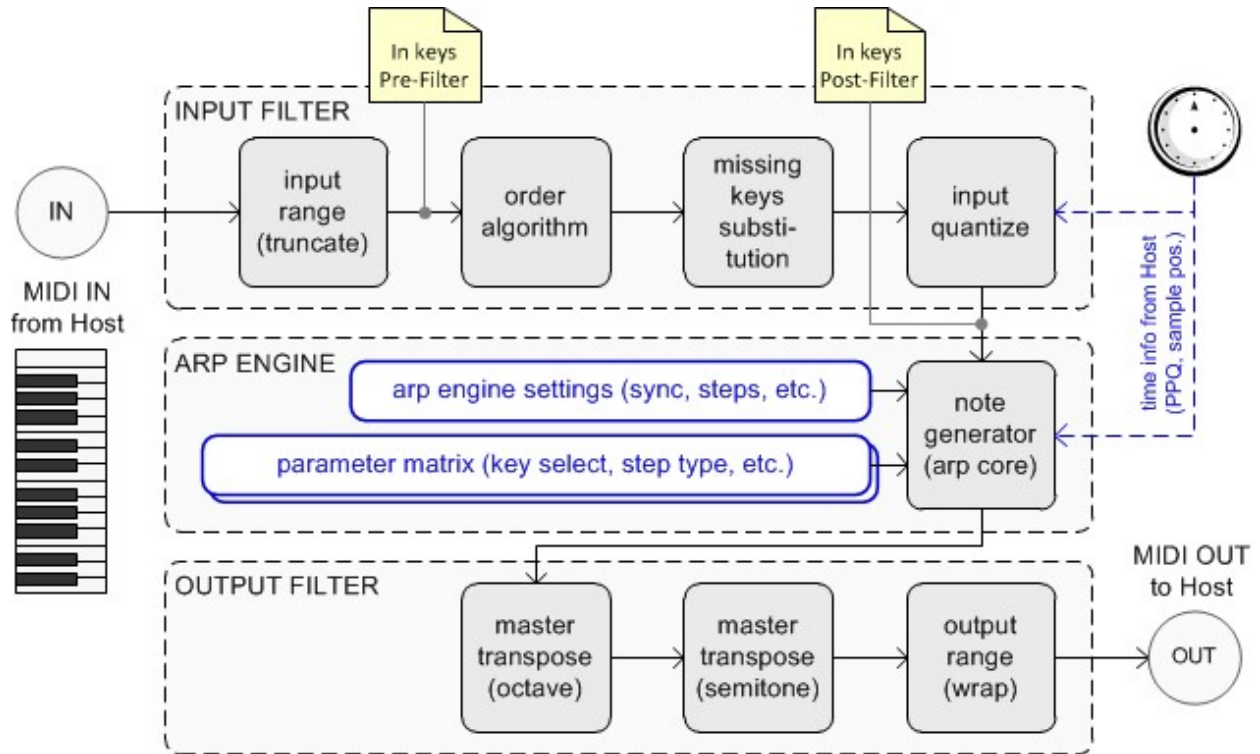 In keys
Pre-Filter
In keys
Post-Filter
INPUT FILTER
input
range
(truncate)
order
algorithm
missing
keys
substi-
tution
input
quantize
IN
MIDI IN
from Host
time info from Host
(PPQ, sample pos.)
ARP ENGINE
arp engine settings (sync, steps, etc.)
parameter matrix (key select, step type, etc.)
note
generator
(arp core)
OUTPUT FILTER
master
transpose
(octave)
master
transpose
(semitone)
output
range
(wrap)
MIDI OUT
to Host
OUT